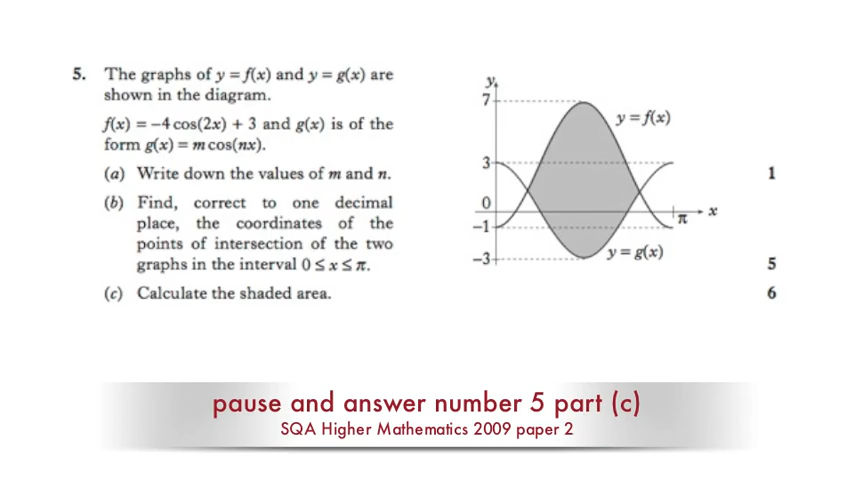 5. The graphs of y = f(x) and y = g(x) are
shown in the diagram.
f(x) = −4 cos(2x) + 3 and g(x) is of the
form g(x) = m cos(nx).
(a) Write down the values of m and n.
1
(b) Find, correct to one decimal
place, the coordinates of the
points of intersection of the two
graphs in the interval 0 ≤ x ≤ π.
5
(c) Calculate the shaded area.
6
y
7
y = f(x)
3
0
π
x
−1
y = g(x)
−3
pause and answer number 5 part (c)
SQA Higher Mathematics 2009 paper 2